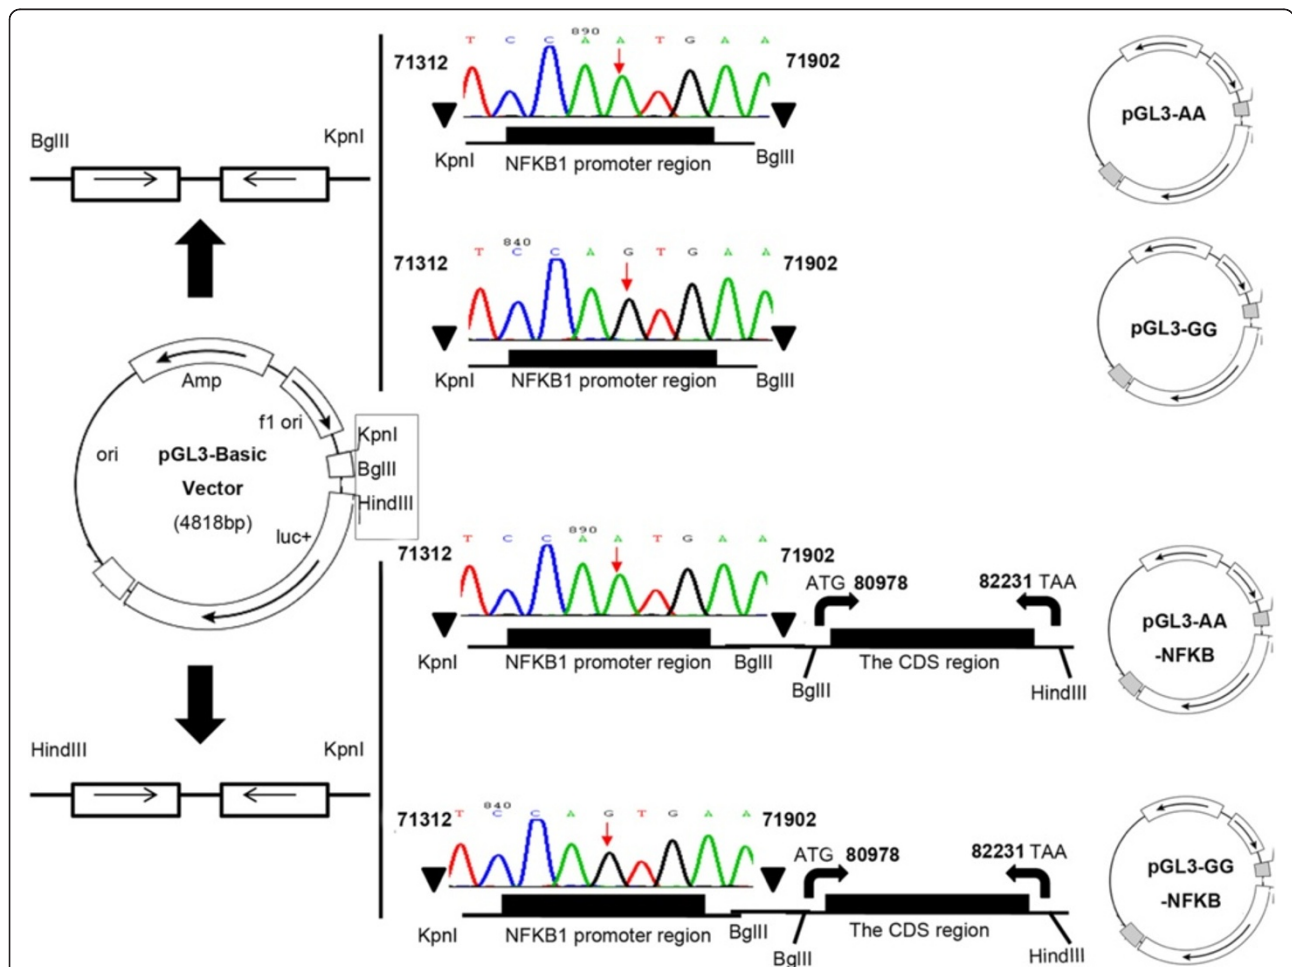 BglII
KpnI
Amp
f1 ori
ori
pGL3-Basic
Vector
(4818bp)
luc+
KpnI
BglII
HindIII
HindIII
KpnI
890
T C C A A T G A A
71312
71902
KpnI
NFKB1 promoter region
BglII
pGL3-AA
840
T C C A G T G A A
71312
71902
KpnI
NFKB1 promoter region
BglII
pGL3-GG
890
T C C A A T G A A
71312
71902
ATG 80978
82231 TAA
KpnI
NFKB1 promoter region
BglII
The CDS region
BglII
HindIII
pGL3-AA
-NFKB
840
T C C A G T G A A
71312
71902
ATG 80978
82231 TAA
KpnI
NFKB1 promoter region
BglII
The CDS region
BglII
HindIII
pGL3-GG
-NFKB